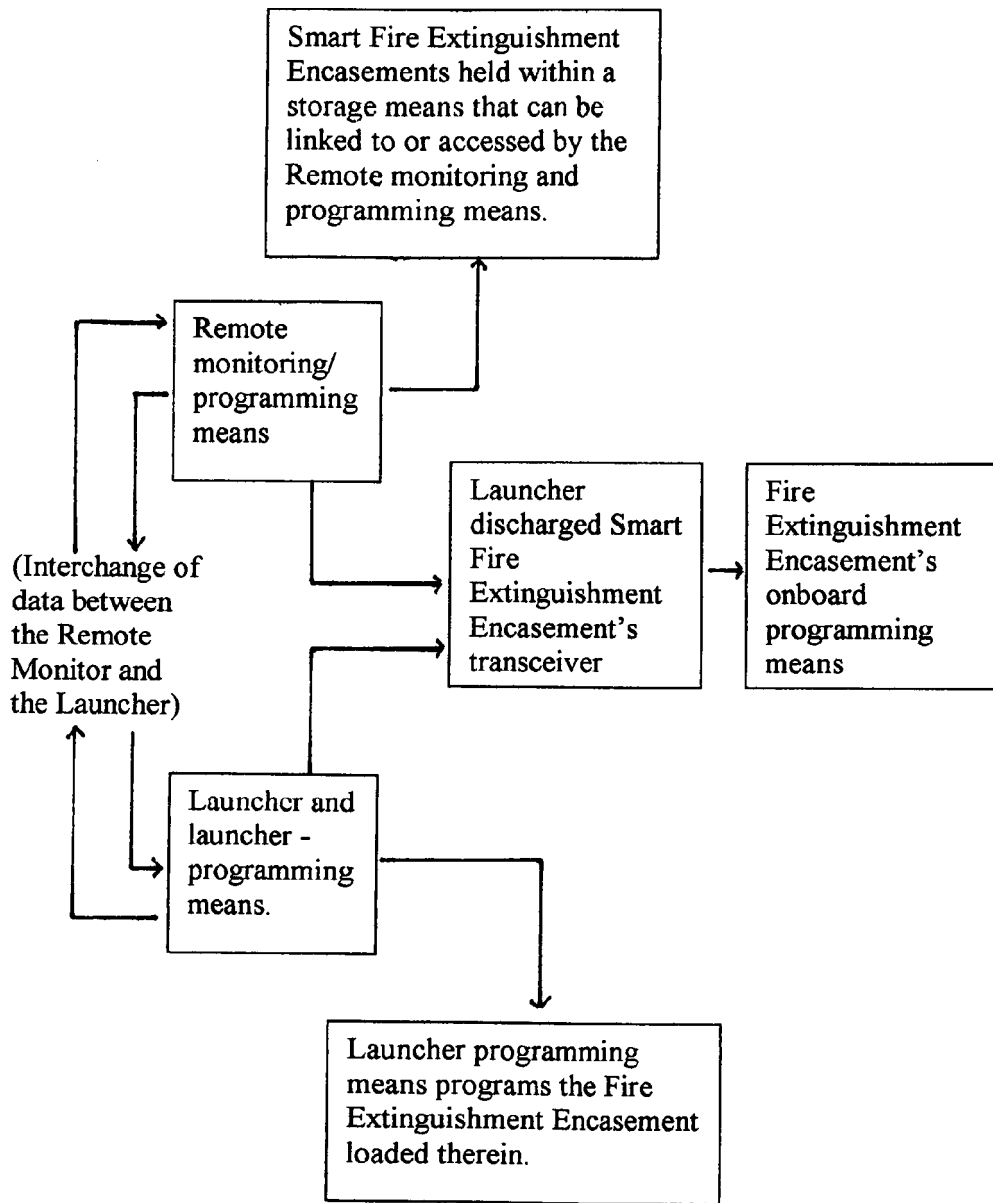 Smart Fire Extinguishment
Encasements held within a
storage means that can be
linked to or accessed by the
Remote monitoring and
programming means.
Remote
monitoring/
programming
means
Launcher
discharged Smart
Fire
Extinguishment
Encasement's
transceiver
Fire
Extinguishment
Encasement's
onboard
programming
means
(Interchange of
data between
the Remote
Monitor and
the Launcher)
Launcher and
launcher -
programming
means.
Launcher programming
means programs the Fire
Extinguishment Encasement
loaded therein.